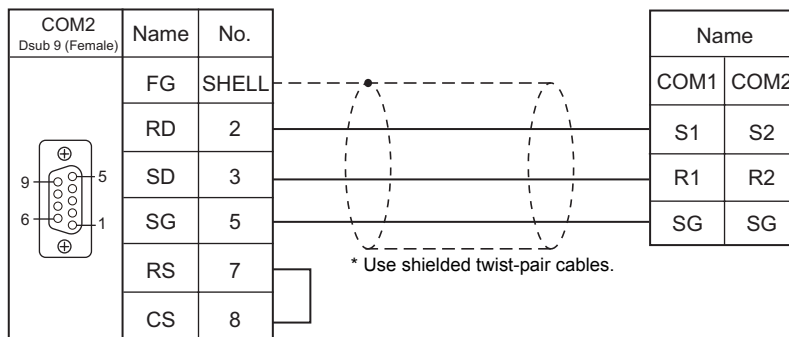 COM2
Dsub 9 (Female)
Name No.
FG SHELL
RD 2
SD 3
SG 5
RS 7
CS 8
9 5
6 1
* Use shielded twist-pair cables.
Name
COM1 COM2
S1 S2
R1 R2
SG SG